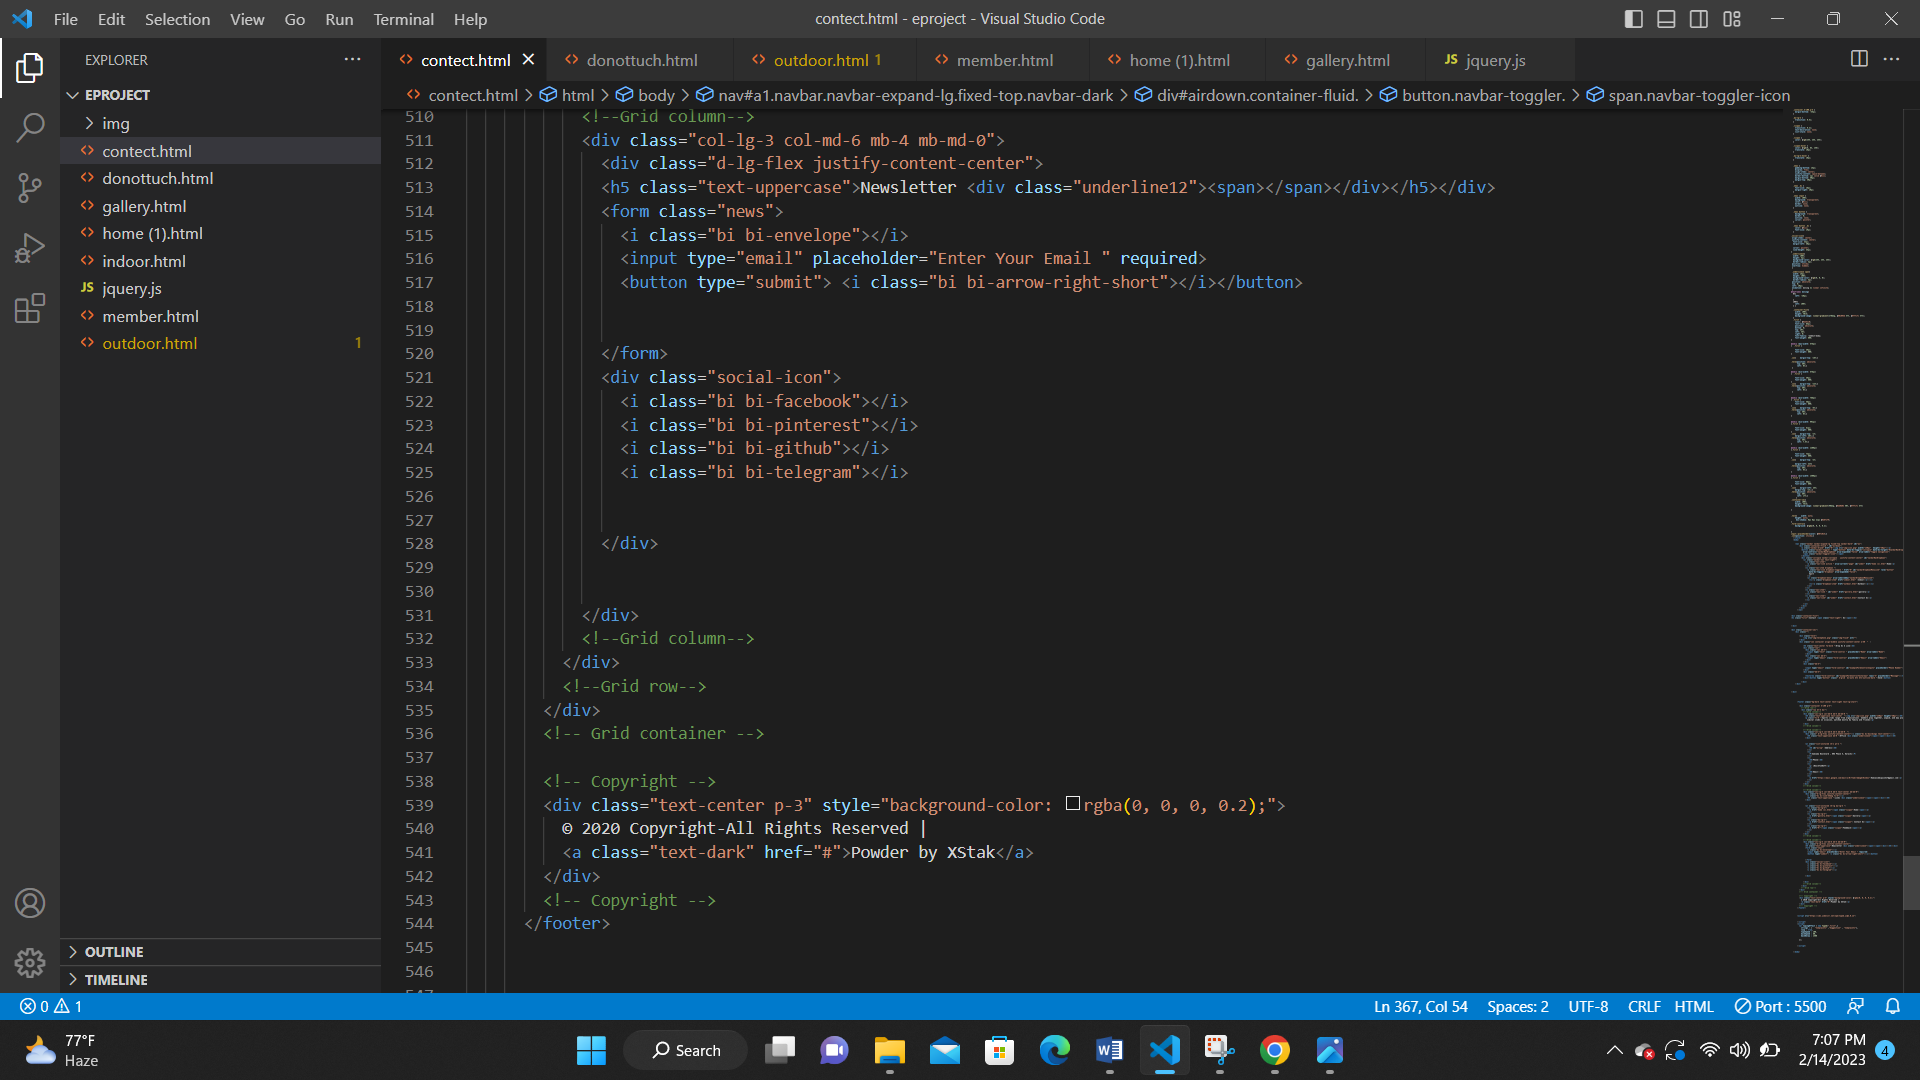 File Edit Selection View Go Run Terminal Help
contect.html - eproject - Visual Studio Code
EXPLORER
EPROJECT
img
contect.html
donottuch.html
gallery.html
home (1).html
indoor.html
JS jquery.js
member.html
outdoor.html 1
OUTLINE
TIMELINE
contect.html donottuch.html outdoor.html 1 member.html home (1).html gallery.html JS jquery.js
contect.html > html > body > nav#a1.navbar.navbar-expand-lg.fixed-top.navbar-dark > div#airdown.container-fluid. > button.navbar-toggler. > span.navbar-toggler-icon
510 <!--Grid column-->
511 <div class="col-lg-3 col-md-6 mb-4 mb-md-0">
512 <div class="d-lg-flex justify-content-center">
513 <h5 class="text-uppercase">Newsletter <div class="underline12"><span></span></div></h5></div>
514 <form class="news">
515 <i class="bi bi-envelope"></i>
516 <input type="email" placeholder="Enter Your Email " required>
517 <button type="submit"> <i class="bi bi-arrow-right-short"></i></button>
518
519
520 </form>
521 <div class="social-icon">
522 <i class="bi bi-facebook"></i>
523 <i class="bi bi-pinterest"></i>
524 <i class="bi bi-github"></i>
525 <i class="bi bi-telegram"></i>
526
527
528 </div>
529
530
531 </div>
532 <!--Grid column-->
533 </div>
534 <!--Grid row-->
535 </div>
536 <!-- Grid container -->
537
538 <!-- Copyright -->
539 <div class="text-center p-3" style="background-color: rgba(0, 0, 0, 0.2);">
540 © 2020 Copyright-All Rights Reserved |
541 <a class="text-dark" href="#">Powder by XStak</a>
542 </div>
543 <!-- Copyright -->
544 </footer>
545
546
547
0 1
Ln 367, Col 54 Spaces: 2 UTF-8 CRLF HTML Port : 5500
77°F
Haze
Search
7:07 PM
2/14/2023
4